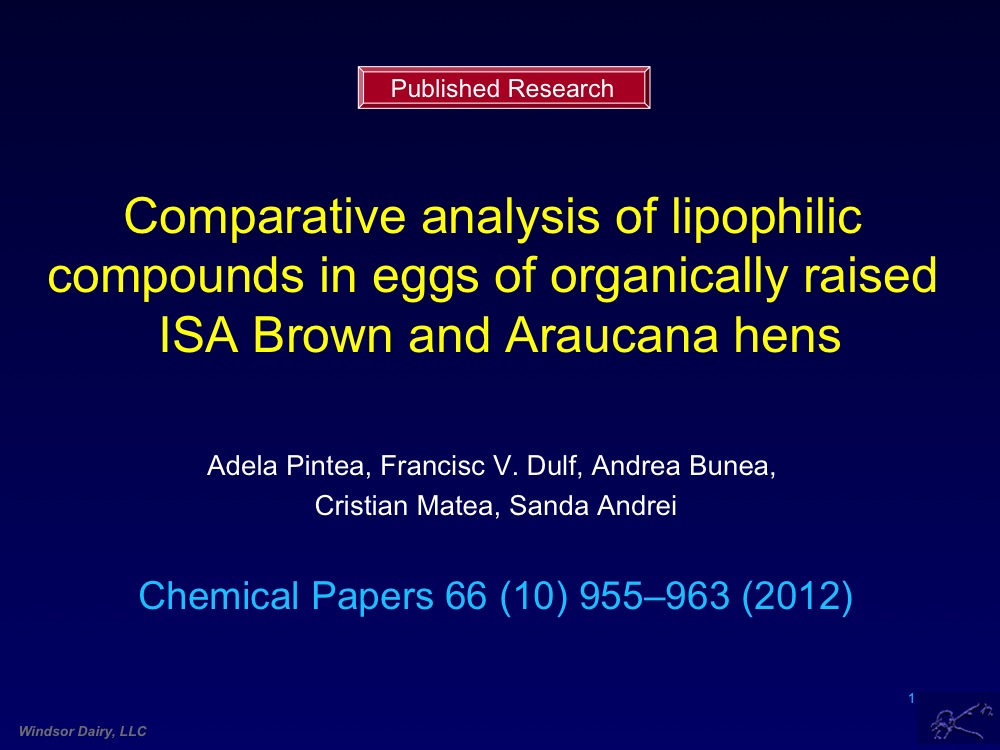 Published Research
Comparative analysis of lipophilic
compounds in eggs of organically raised
ISA Brown and Araucana hens
Adela Pintea, Francisc V. Dulf, Andrea Bunea,
Cristian Matea, Sanda Andrei
Chemical Papers 66 (10) 955–963 (2012)
1
Windsor Dairy, LLC